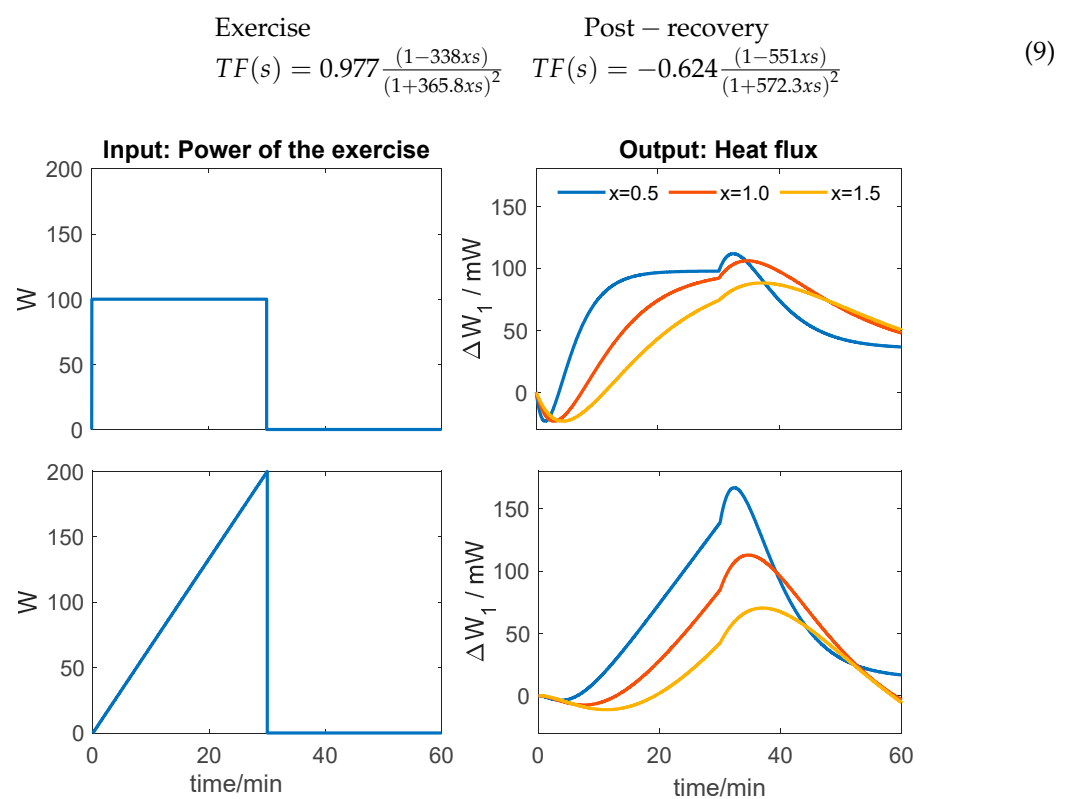 Exercise Post – recovery
TF(s) = 0.977 (1−338xs)/(1+365.8xs)² TF(s) = −0.624 (1−551xs)/(1+572.3xs)² (9)
Input: Power of the exercise
200
150
100
50
0
W
Output: Heat flux
x=0.5 x=1.0 x=1.5
150
100
50
0
ΔW₁ / mW
200
150
100
50
0
W
0 20 40 60
time/min
150
100
50
0
ΔW₁ / mW
0 20 40 60
time/min